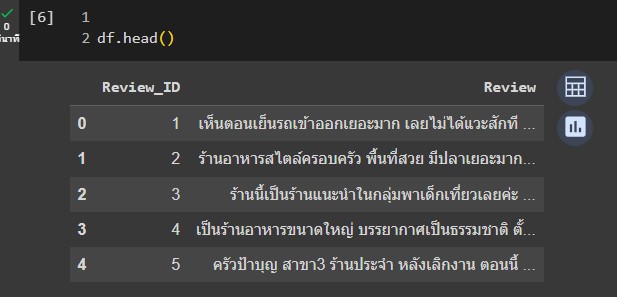 [6] 1
0
วินาที
2 df.head()
Review_ID Review
0 1 เห็นตอนเย็นรถเข้าออกเยอะมาก เลยไม่ได้แวะสักที ...
1 2 ร้านอาหารสไตล์ครอบครัว พื้นที่สวย มีปลาเยอะมาก...
2 3 ร้านนี้เป็นร้านแนะนำในกลุ่มพาเด็กเที่ยวเลยค่ะ ...
3 4 เป็นร้านอาหารขนาดใหญ่ บรรยากาศเป็นธรรมชาติ ตั้...
4 5 ครัวป้าบุญ สาขา3 ร้านประจำ หลังเลิกงาน ตอนนี้ ...